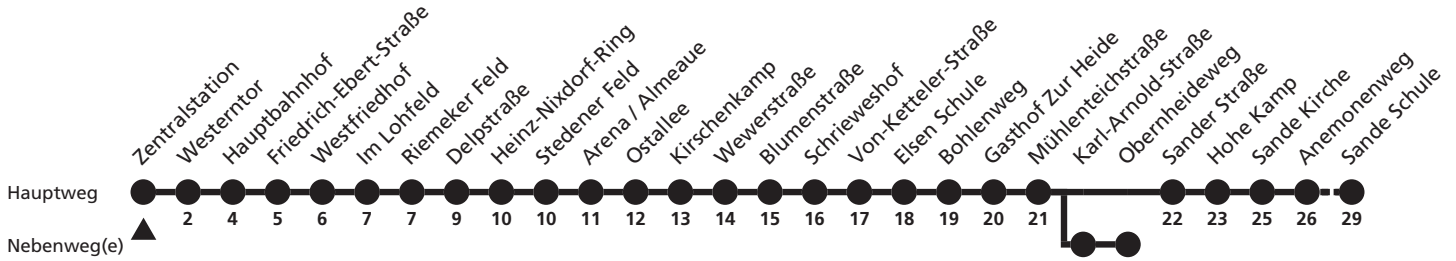 Zentralstation
Westerntor
Hauptbahnhof
Friedrich-Ebert-Straße
Westfriedhof
Im Lohfeld
Riemeker Feld
Delpstraße
Heinz-Nixdorf-Ring
Stedener Feld
Arena / Almeaue
Ostallee
Kirschenkamp
Wewerstraße
Blumenstraße
Schrieweshof
Von-Ketteler-Straße
Elsen Schule
Bohlenweg
Gasthof Zur Heide
Mühlenteichstraße
Karl-Arnold-Straße
Obernheideweg
Sander Straße
Hohe Kamp
Sande Kirche
Anemonenweg
Sande Schule
Hauptweg
2 4 5 6 7 7 9 10 10 11 12 13 14 15 16 17 18 19 20 21 22 23 25 26 29
Nebenweg(e)